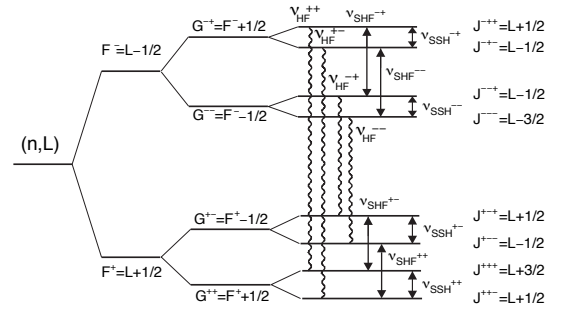 ν_HF⁺⁺
ν_SHF⁻⁺
G⁻⁺=F⁻+1/2
ν_HF⁺⁻
ν_SSH⁻⁺
J⁻⁺⁺=L+1/2
J⁻⁺⁻=L-1/2
F⁻=L-1/2
ν_SHF⁻⁻
ν_HF⁻⁺
J⁻⁻⁺=L-1/2
G⁻⁻=F⁻-1/2
ν_SSH⁻⁻
J⁻⁻⁻=L-3/2
ν_HF⁻⁻
(n,L)
ν_SHF⁺⁻
G⁺⁻=F⁺-1/2
J⁺⁻⁺=L+1/2
ν_SSH⁺⁻
J⁺⁻⁻=L-1/2
ν_SHF⁺⁺
F⁺=L+1/2
J⁺⁺⁺=L+3/2
G⁺⁺=F⁺+1/2
ν_SSH⁺⁺
J⁺⁺⁻=L+1/2